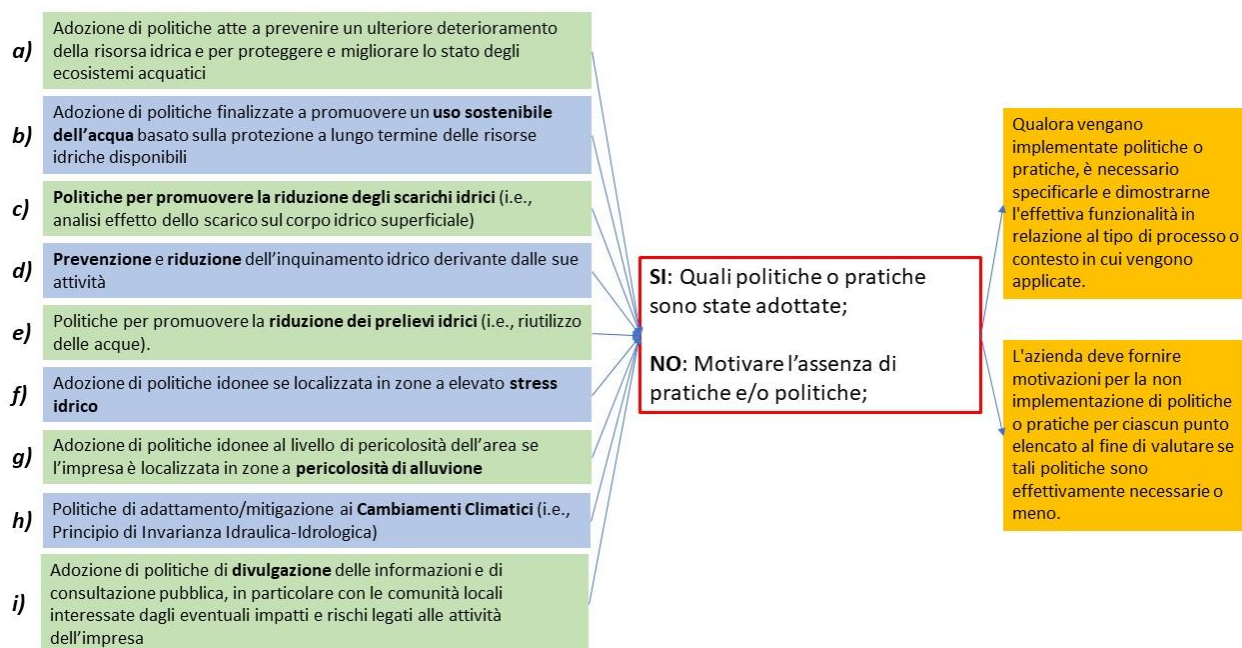 a)
Adozione di politiche atte a prevenire un ulteriore deterioramento
della risorsa idrica e per proteggere e migliorare lo stato degli
ecosistemi acquatici
b)
Adozione di politiche finalizzate a promuovere un uso sostenibile
dell’acqua basato sulla protezione a lungo termine delle risorse
idriche disponibili
c)
Politiche per promuovere la riduzione degli scarichi idrici (i.e.,
analisi effetto dello scarico sul corpo idrico superficiale)
d)
Prevenzione e riduzione dell’inquinamento idrico derivante dalle sue
attività
e)
Politiche per promuovere la riduzione dei prelievi idrici (i.e., riutilizzo
delle acque).
f)
Adozione di politiche idonee se localizzata in zone a elevato stress
idrico
g)
Adozione di politiche idonee al livello di pericolosità dell’area se
l’impresa è localizzata in zone a pericolosità di alluvione
h)
Politiche di adattamento/mitigazione ai Cambiamenti Climatici (i.e.,
Principio di Invarianza Idraulica-Idrologica)
i)
Adozione di politiche di divulgazione delle informazioni e di
consultazione pubblica, in particolare con le comunità locali
interessate dagli eventuali impatti e rischi legati alle attività
dell’impresa
SI: Quali politiche o pratiche
sono state adottate;
NO: Motivare l’assenza di
pratiche e/o politiche;
Qualora vengano
implementate politiche o
pratiche, è necessario
specificarle e dimostrarne
l'effettiva funzionalità in
relazione al tipo di processo o
contesto in cui vengono
applicate.
L'azienda deve fornire
motivazioni per la non
implementazione di politiche
o pratiche per ciascun punto
elencato al fine di valutare se
tali politiche sono
effettivamente necessarie o
meno.